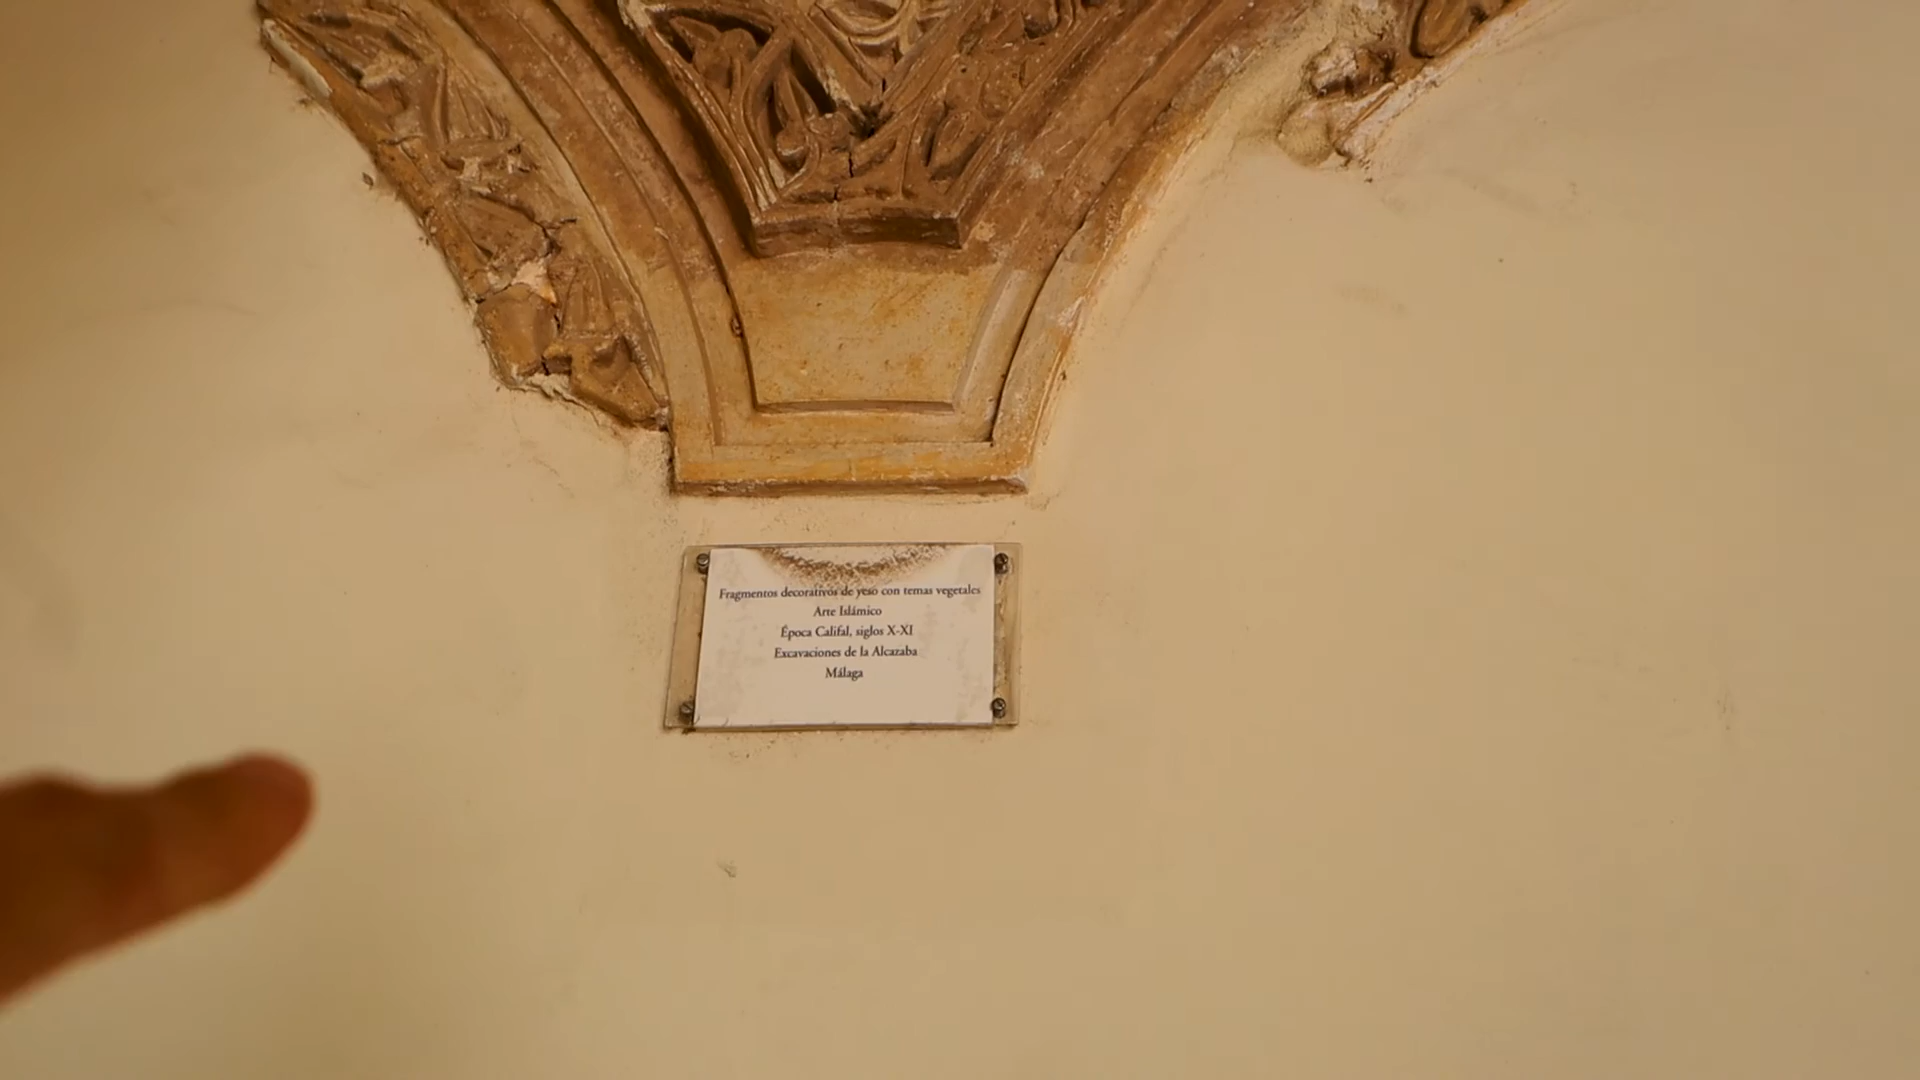 Fragmentos decorativos de yeso con temas vegetales
Arte Islámico
Época Califal, siglos X-XI
Excavaciones de la Alcazaba
Málaga